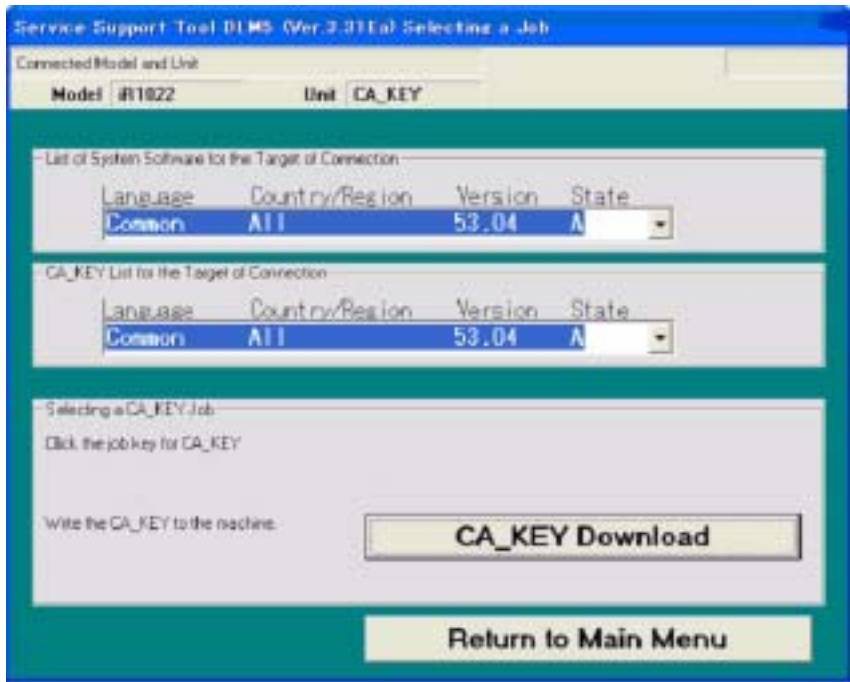 Service Support Tool DLM5 (Ver.3.31Ea) Selecting a Job
Connected Model and Unit
Model iR1022 Unit CA_KEY
List of System Software for the Target of Connection
Language Country/Region Version State
Common All 53.04 A
CA_KEY List for the Target of Connection
Language Country/Region Version State
Common All 53.04 A
Selecting a CA_KEY Job
Click the job key for CA_KEY
Write the CA_KEY to the machine.
CA_KEY Download
Return to Main Menu